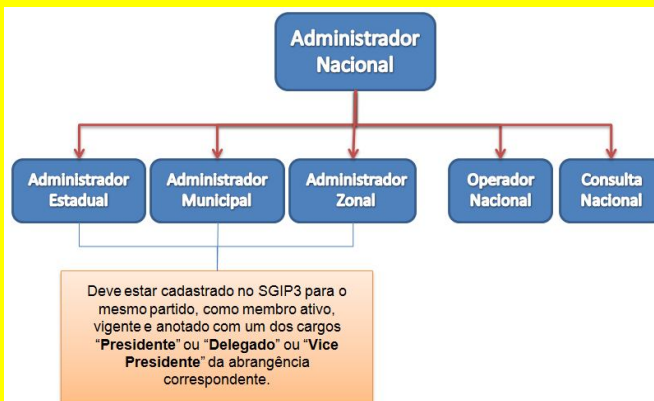 Administrador
Nacional
Administrador
Estadual
Administrador
Municipal
Administrador
Zonal
Operador
Nacional
Consulta
Nacional
Deve estar cadastrado no SGIP3 para o
mesmo partido, como membro ativo,
vigente e anotado com um dos cargos
“Presidente” ou “Delegado” ou “Vice
Presidente” da abrangência
correspondente.